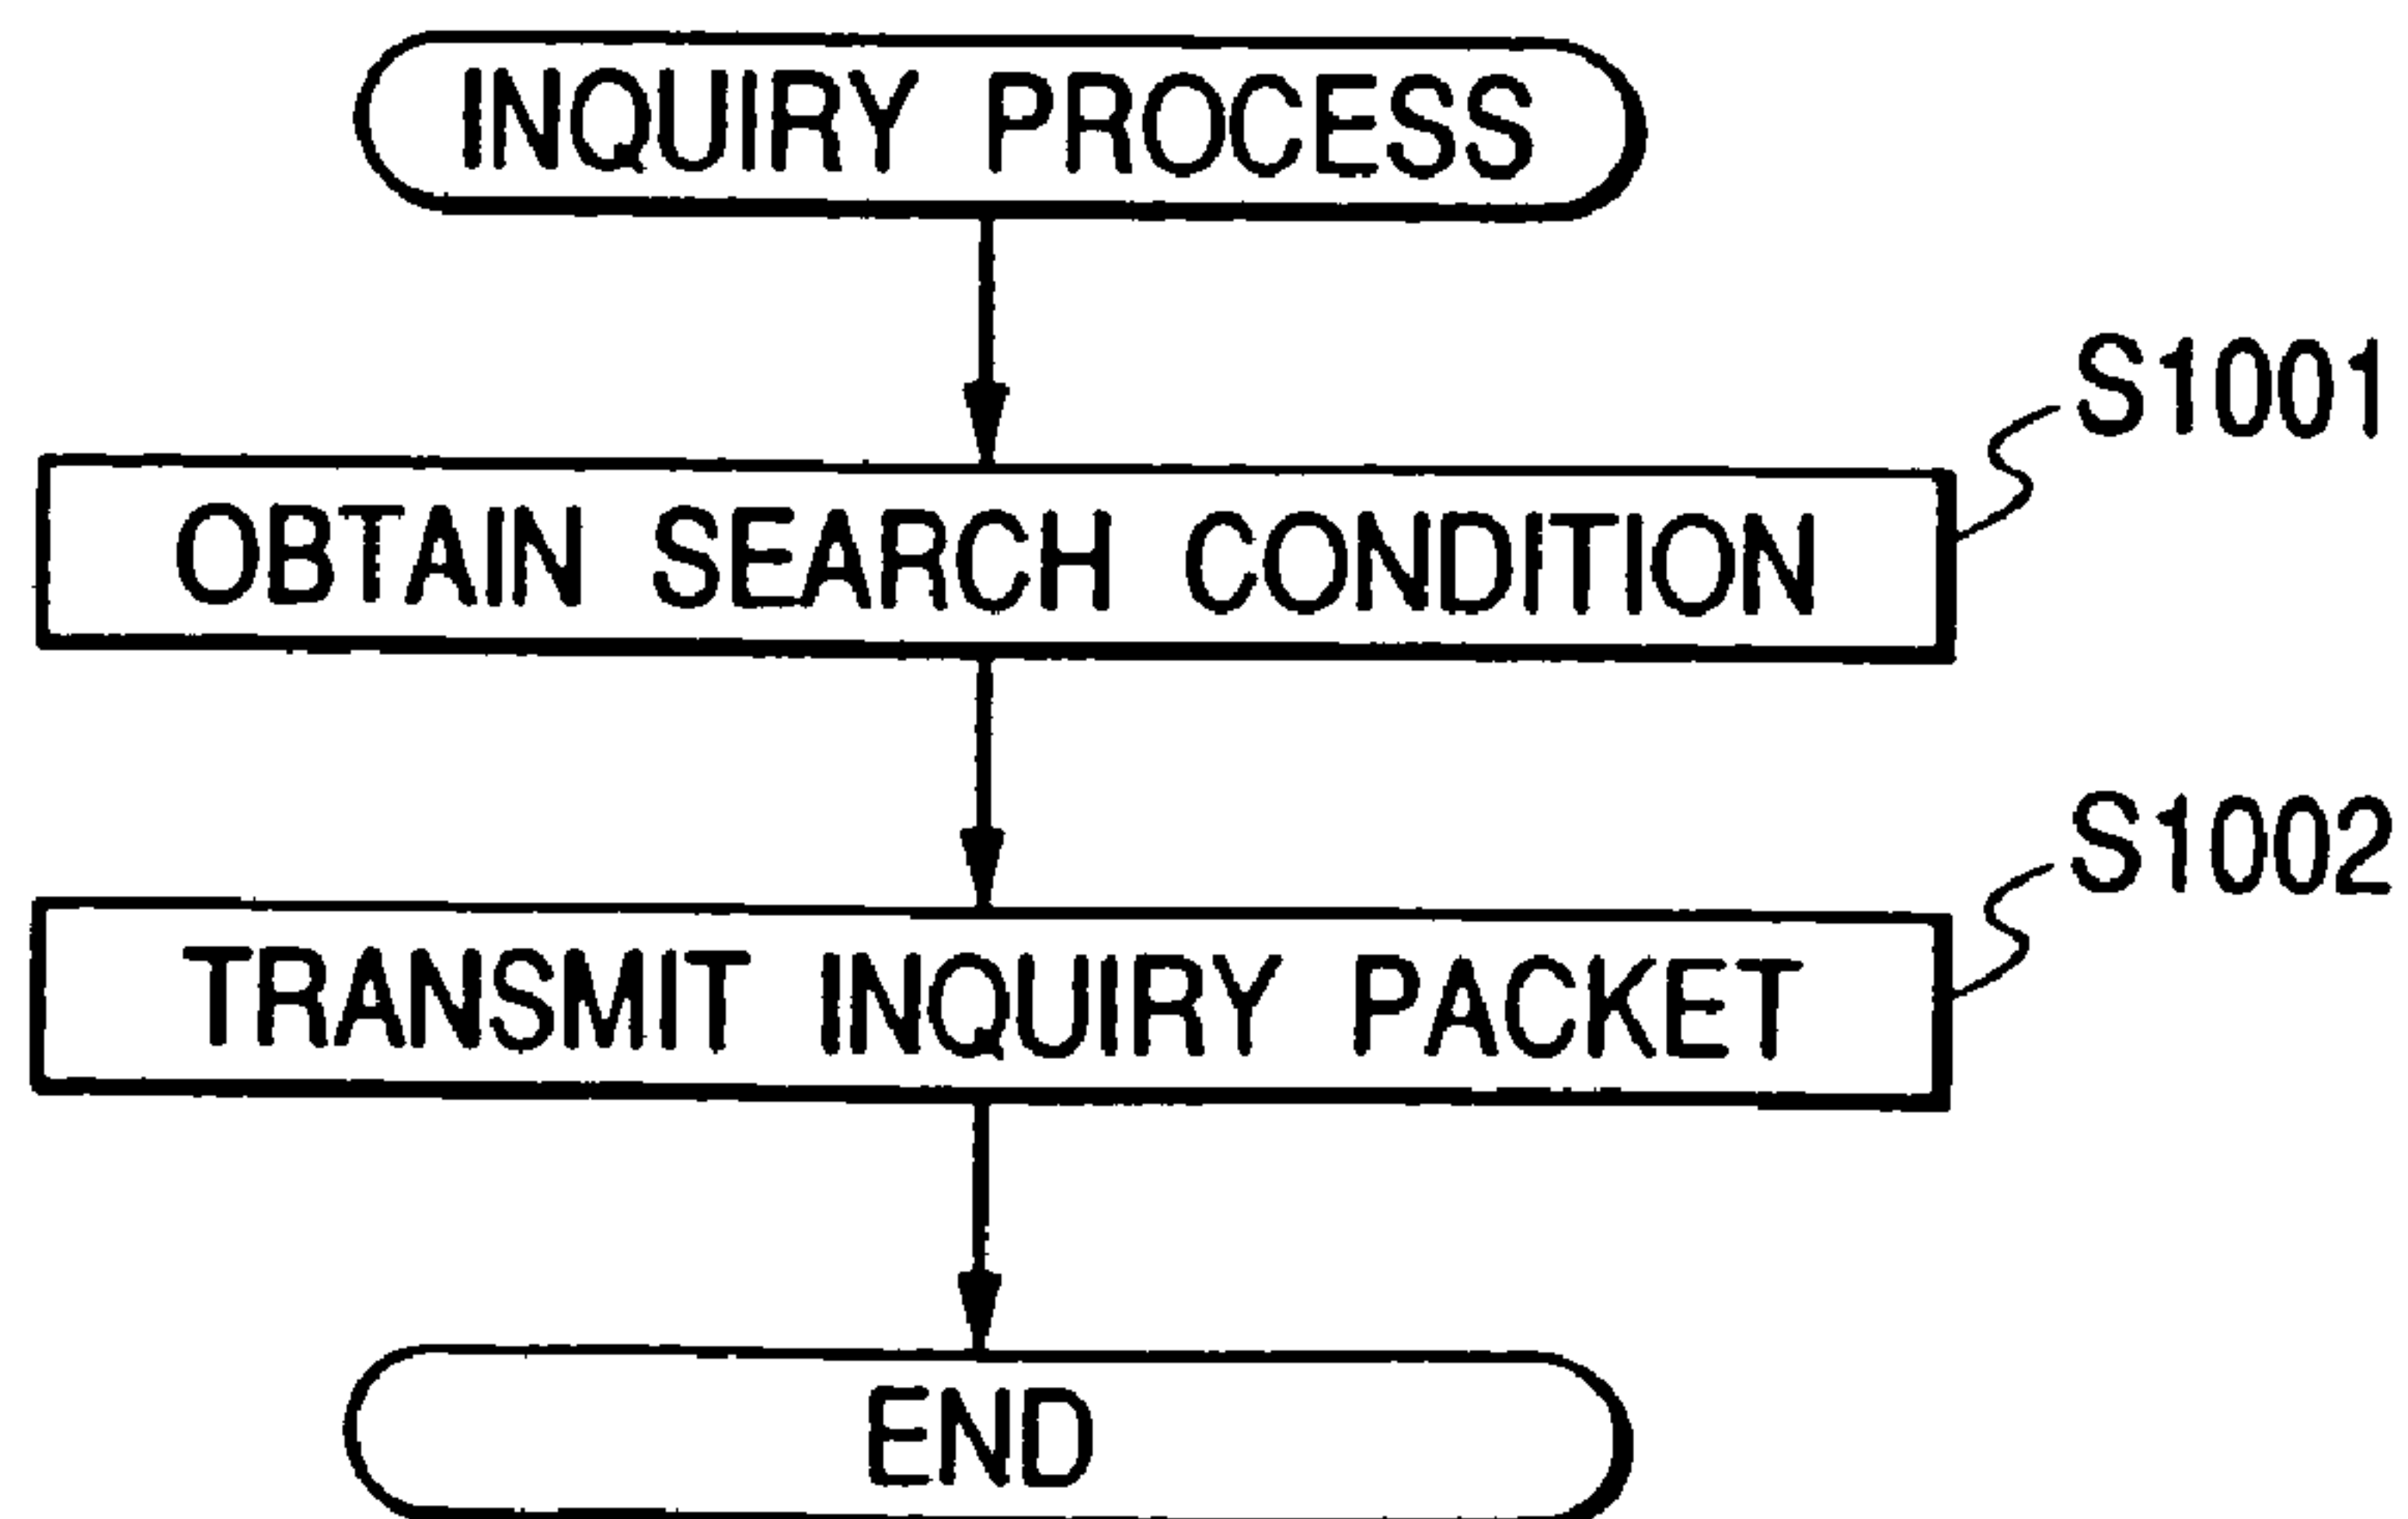 INQUIRY PROCESS
S1001
OBTAIN SEARCH CONDITION
S1002
TRANSMIT INQUIRY PACKET
END